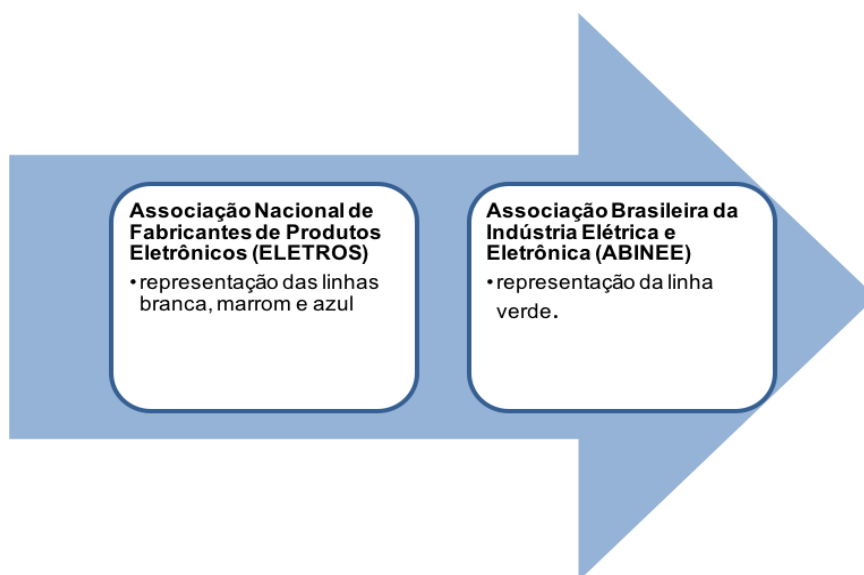 Associação Nacional de
Fabricantes de Produtos
Eletrônicos (ELETROS)
• representação das linhas
branca, marrom e azul
Associação Brasileira da
Indústria Elétrica e
Eletrônica (ABINEE)
• representação da linha
verde.